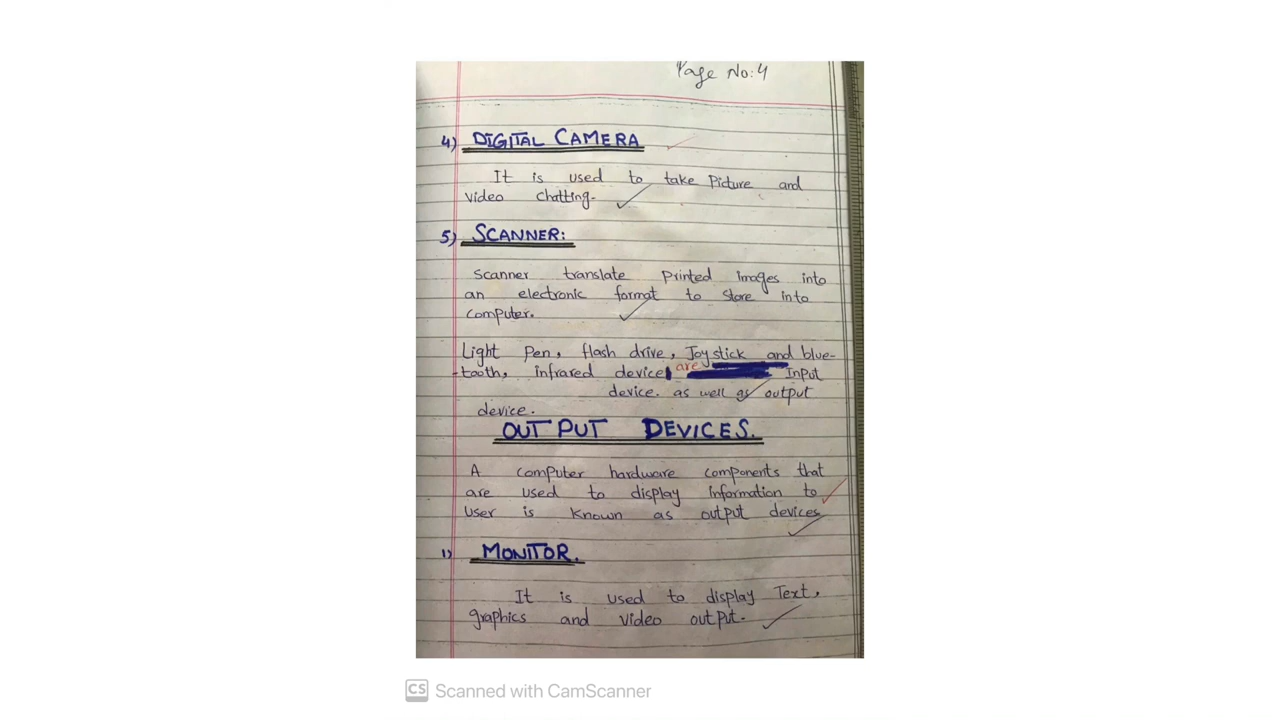 Page No:4
4) DIGITAL CAMERA
It is used to take Picture and
video chatting.
5) SCANNER:
Scanner translate printed images into
an electronic format to store into
computer.
Light Pen, flash drive, Joystick and blue-
-tooth, infrared device are Input
device. as well as output
device.
OUTPUT DEVICES.
A computer hardware components that
are used to display information to
user is known as output devices
1) MONITOR.
It is used to display Text,
graphics and video output.
CS Scanned with CamScanner